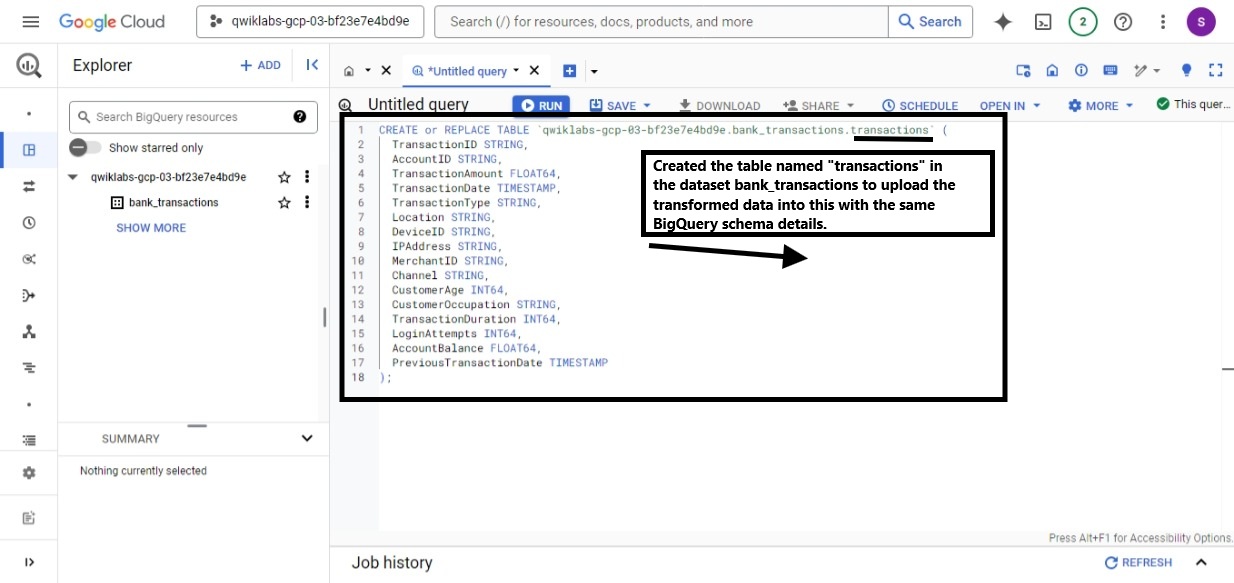 Google Cloud
qwiklabs-gcp-03-bf23e7e4bd9e
Search (/) for resources, docs, products, and more
Search
2
S
Explorer
+ ADD
*Untitled query
Search BigQuery resources
Show starred only
qwiklabs-gcp-03-bf23e7e4bd9e
bank_transactions
SHOW MORE
SUMMARY
Nothing currently selected
Untitled query
RUN
SAVE
DOWNLOAD
SHARE
SCHEDULE
OPEN IN
MORE
This quer...
1 CREATE or REPLACE TABLE `qwiklabs-gcp-03-bf23e7e4bd9e.bank_transactions.transactions` (
2 TransactionID STRING,
3 AccountID STRING,
4 TransactionAmount FLOAT64,
5 TransactionDate TIMESTAMP,
6 TransactionType STRING,
7 Location STRING,
8 DeviceID STRING,
9 IPAddress STRING,
10 MerchantID STRING,
11 Channel STRING,
12 CustomerAge INT64,
13 CustomerOccupation STRING,
14 TransactionDuration INT64,
15 LoginAttempts INT64,
16 AccountBalance FLOAT64,
17 PreviousTransactionDate TIMESTAMP
18 );
Created the table named "transactions" in
the dataset bank_transactions to upload the
transformed data into this with the same
BigQuery schema details.
Press Alt+F1 for Accessibility Options.
Job history
REFRESH